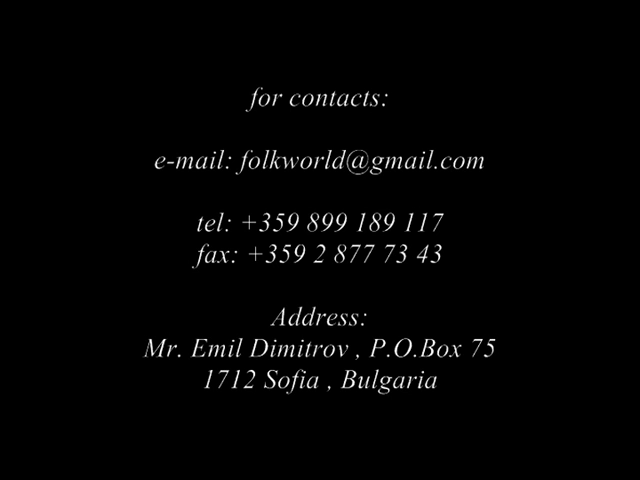 for contacts:
e-mail: folkworld@gmail.com
tel: +359 899 189 117
fax: +359 2 877 73 43
Address:
Mr. Emil Dimitrov , P.O.Box 75
1712 Sofia , Bulgaria